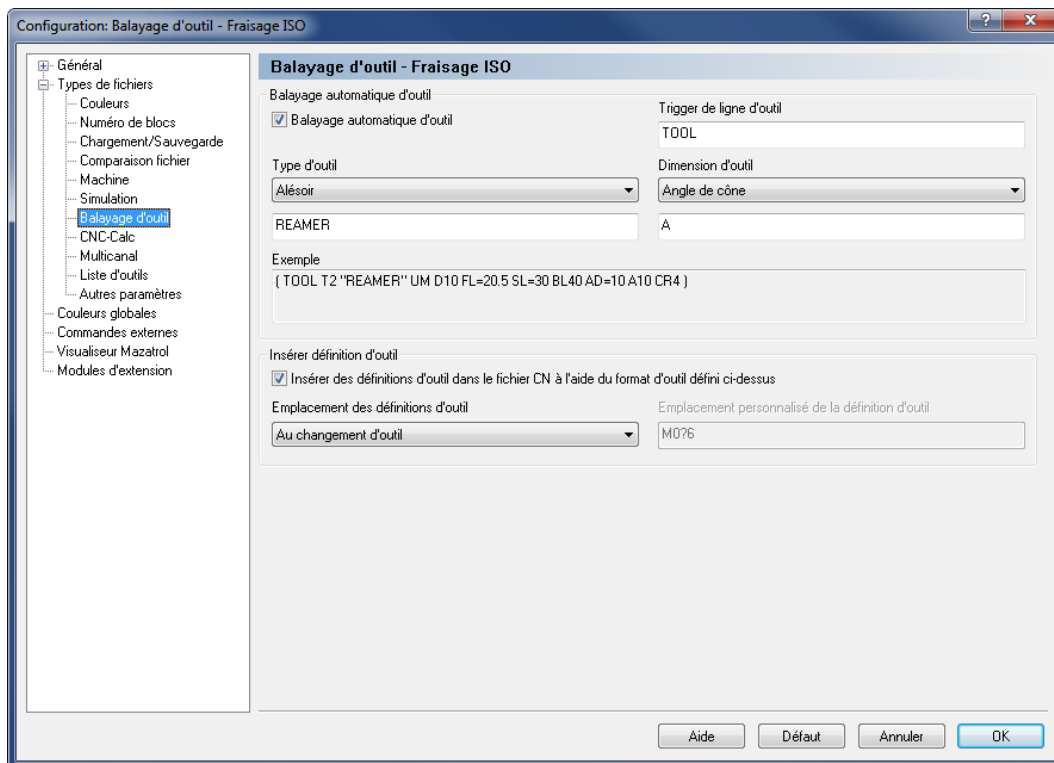 Configuration: Balayage d'outil - Fraisage ISO
Général
Types de fichiers
Couleurs
Numéro de blocs
Chargement/Sauvegarde
Comparaison fichier
Machine
Simulation
Balayage d'outil
CNC-Calc
Multicanal
Liste d'outils
Autres paramètres
Couleurs globales
Commandes externes
Visualiseur Mazatrol
Modules d'extension
Balayage d'outil - Fraisage ISO
Balayage automatique d'outil
Balayage automatique d'outil
Trigger de ligne d'outil
TOOL
Type d'outil
Dimension d'outil
Alésoir
Angle de cône
REAMER
A
Exemple
( TOOL T2 "REAMER" UM D10 FL=20.5 SL=30 BL40 AD=10 A10 CR4 )
Insérer définition d'outil
Insérer des définitions d'outil dans le fichier CN à l'aide du format d'outil défini ci-dessus
Emplacement des définitions d'outil
Emplacement personnalisé de la définition d'outil
Au changement d'outil
M0?6
Aide
Défaut
Annuler
OK